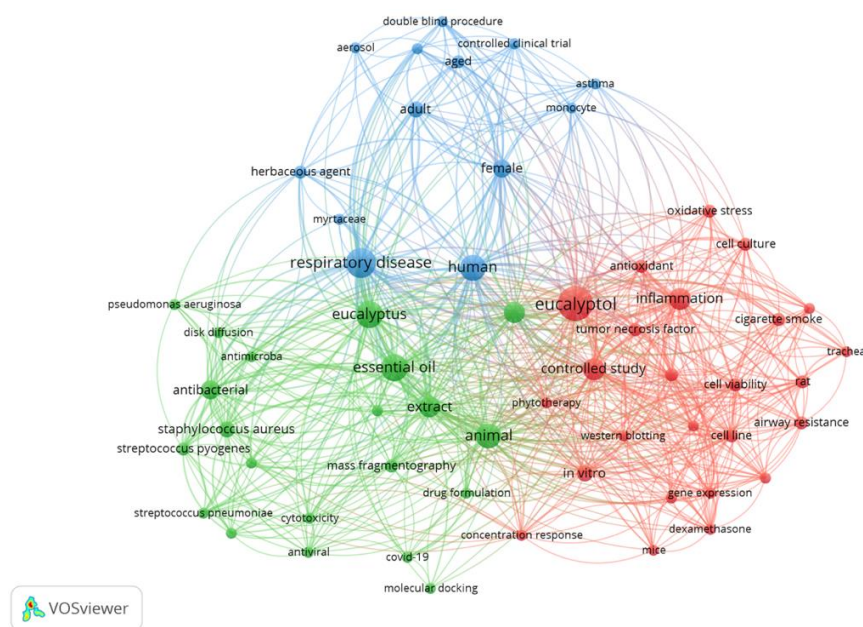 double blind procedure
aerosol
controlled clinical trial
aged
asthma
adult
monocyte
female
herbaceous agent
oxidative stress
myrtaceae
cell culture
respiratory disease
human
antioxidant
pseudomonas aeruginosa
eucalyptol
inflammation
eucalyptus
cigarette smoke
disk diffusion
tumor necrosis factor
antimicroba
trachea
essential oil
controlled study
antibacterial
cell viability
rat
extract
phytotherapy
airway resistance
staphylococcus aureus
animal
western blotting
cell line
streptococcus pyogenes
mass fragmentography
in vitro
drug formulation
gene expression
streptococcus pneumoniae
cytotoxicity
dexamethasone
concentration response
antiviral
covid-19
mice
molecular docking
VOSviewer